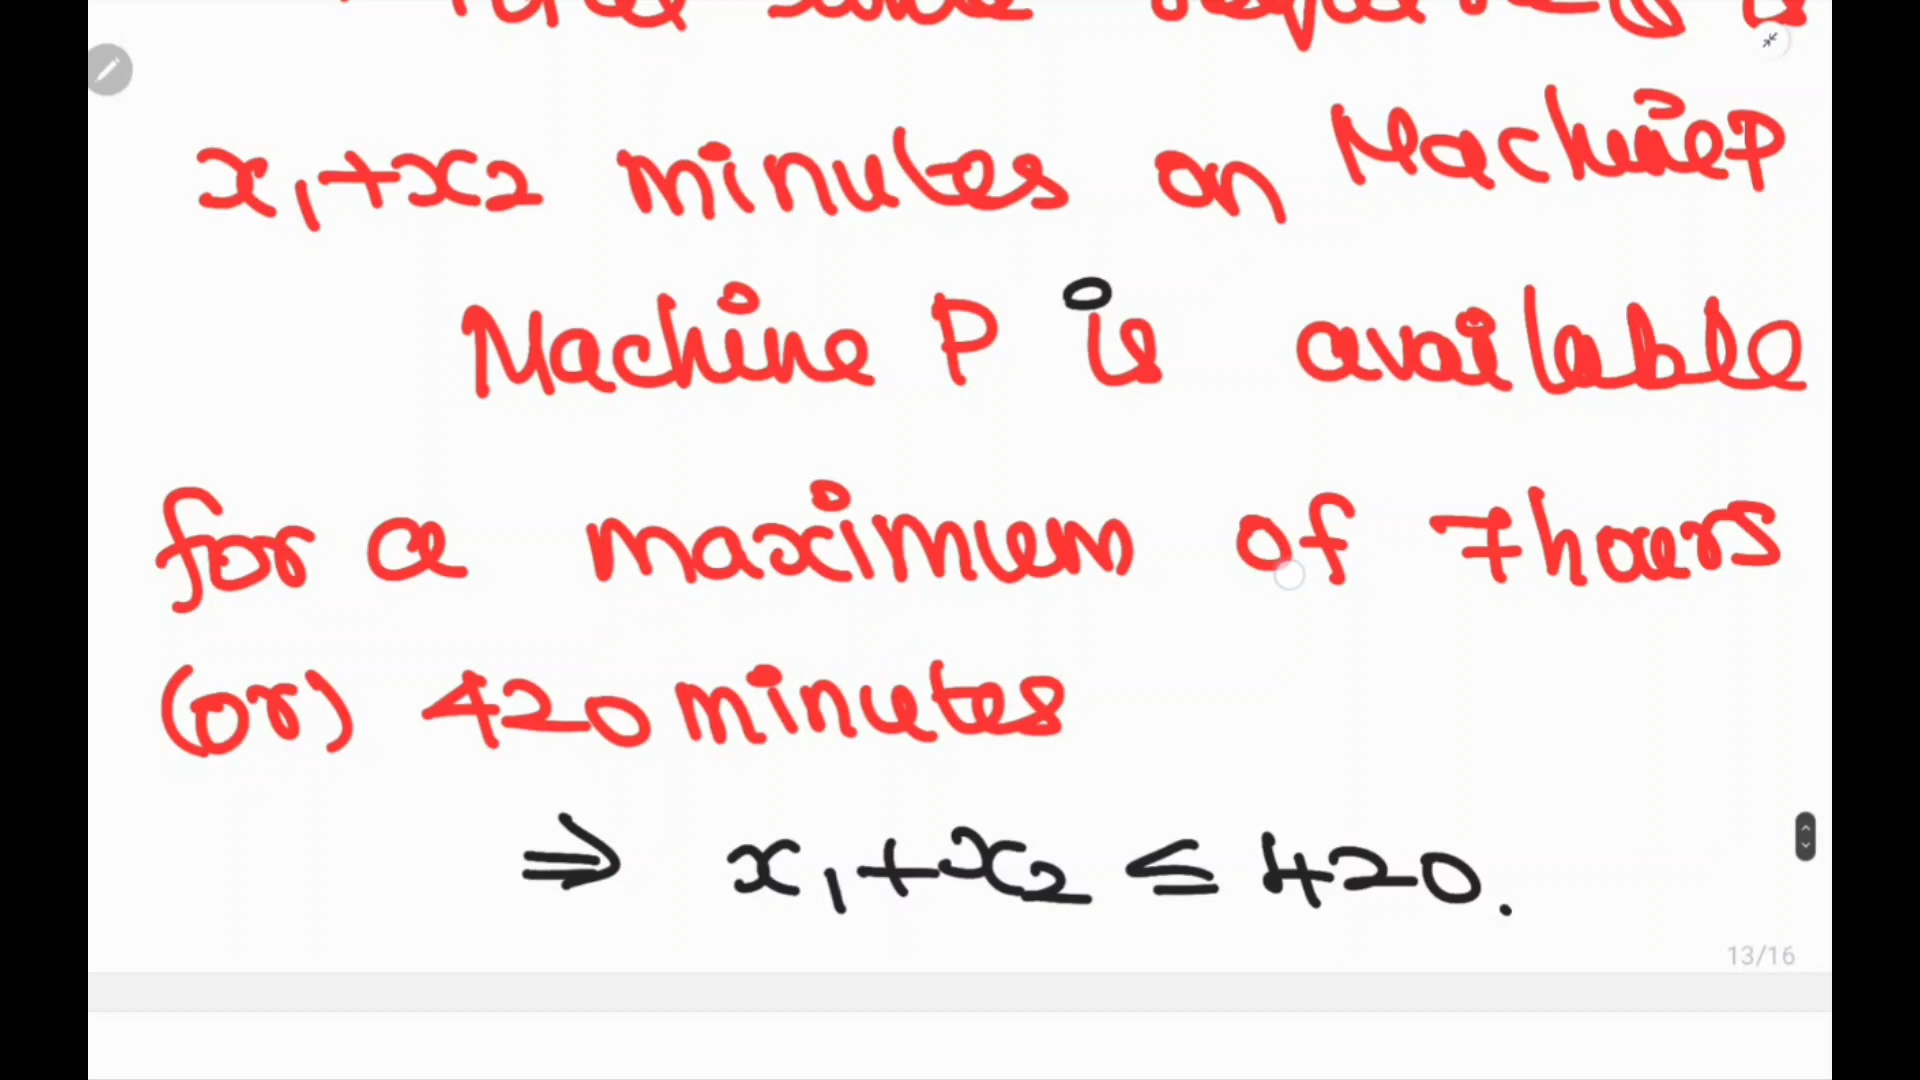 x₁+x₂ minutes on Machine P
Machine P is available
for a maximum of 7 hours
(or) 420 minutes
⇒ x₁+x₂ ≤ 420.
13/16